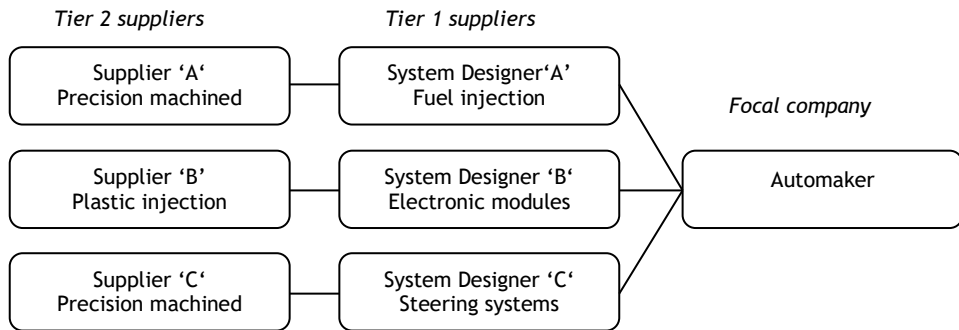 Tier 2 suppliers
Tier 1 suppliers
Focal company
Supplier ‘A‘
Precision machined
System Designer‘A’
Fuel injection
Supplier ‘B’
Plastic injection
System Designer ‘B‘
Electronic modules
Automaker
Supplier ‘C‘
Precision machined
System Designer ‘C‘
Steering systems